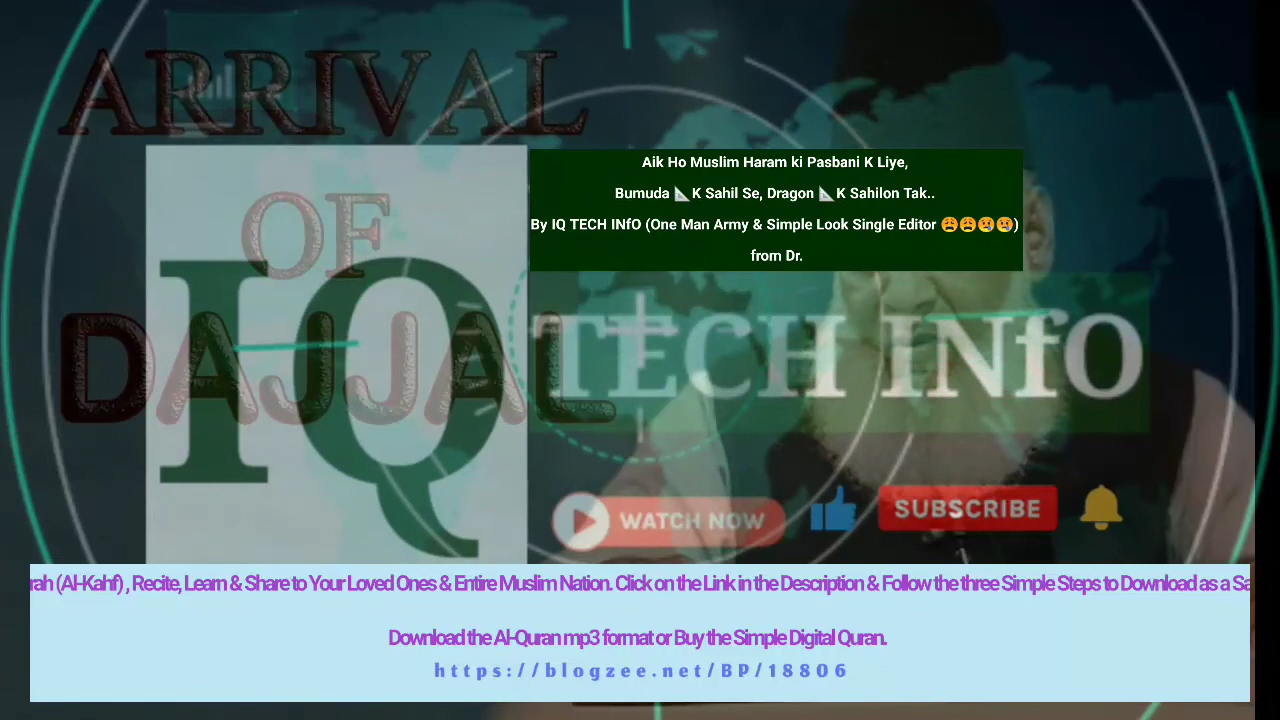 ARRIVAL
OF
DAJJAL
IQ
TECH INfO
Aik Ho Muslim Haram ki Pasbani K Liye,
Bumuda 📐K Sahil Se, Dragon 📐K Sahilon Tak..
By IQ TECH INfO (One Man Army & Simple Look Single Editor 😩😩😢😢)
from Dr.
WATCH NOW
SUBSCRIBE
rah (Al-Kahf) , Recite, Learn & Share to Your Loved Ones & Entire Muslim Nation. Click on the Link in the Description & Follow the three Simple Steps to Download as a Sa
Download the Al-Quran mp3 format or Buy the Simple Digital Quran.
https://blogzee.net/BP/18806